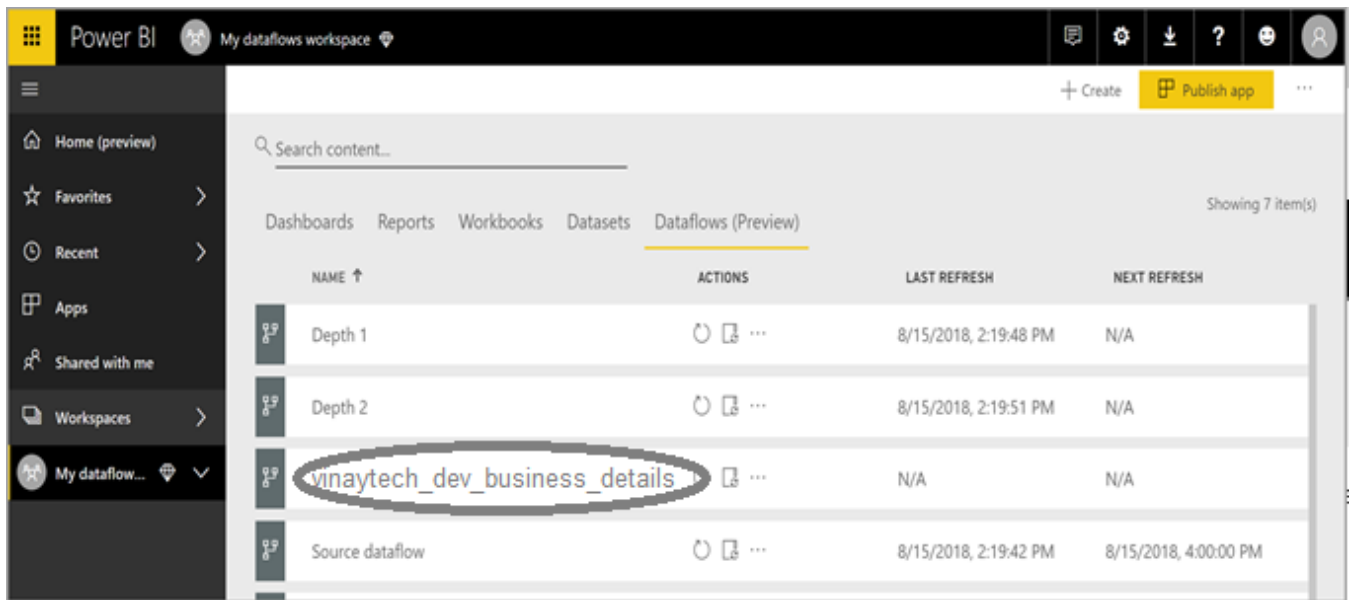 Power BI My dataflows workspace ?
+ Create Publish app ...
Home (preview)
Search content...
Favorites
Showing 7 item(s)
Dashboards Reports Workbooks Datasets Dataflows (Preview)
Recent
NAME ↑ ACTIONS LAST REFRESH NEXT REFRESH
Apps
Depth 1 ... 8/15/2018, 2:19:48 PM N/A
Shared with me
Depth 2 ... 8/15/2018, 2:19:51 PM N/A
Workspaces
My dataflow...
vinaytech_dev_business_details ... N/A N/A
Source dataflow ... 8/15/2018, 2:19:42 PM 8/15/2018, 4:00:00 PM